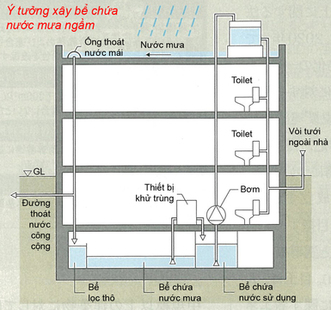 Ý tưởng xây bể chứa
nước mưa ngầm
Ông thoát
nước mái
Nước mưa
Toilet
Toilet
Vòi tưới
ngoài nhà
GL
Thiết bị
khử trùng
Bơm
Đường
thoát
nước
công
cộng
Bể
lọc thô
Bể chứa
nước mưa
Bể chứa
nước sử dụng